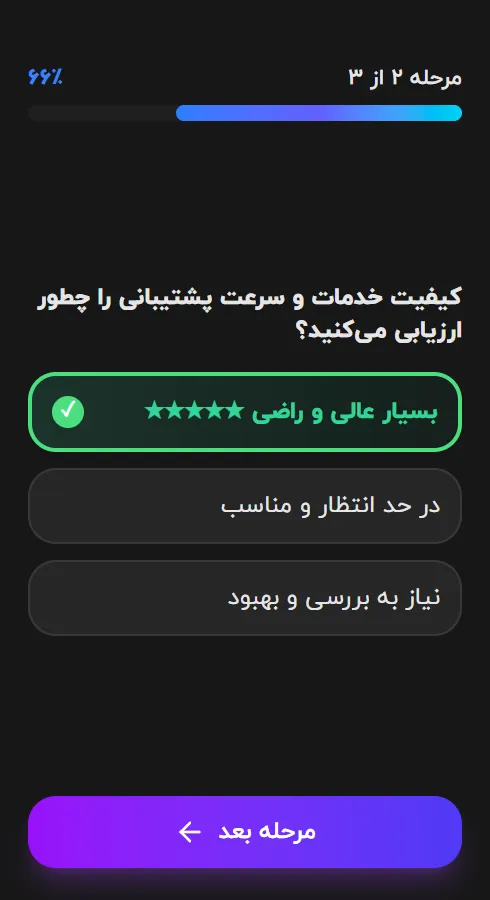 مرحله ۲ از ۳
۶۶٪
کیفیت خدمات و سرعت پشتیبانی را چطور
ارزیابی می‌کنید؟
بسیار عالی و راضی ★★★★★
در حد انتظار و مناسب
نیاز به بررسی و بهبود
مرحله بعد ←